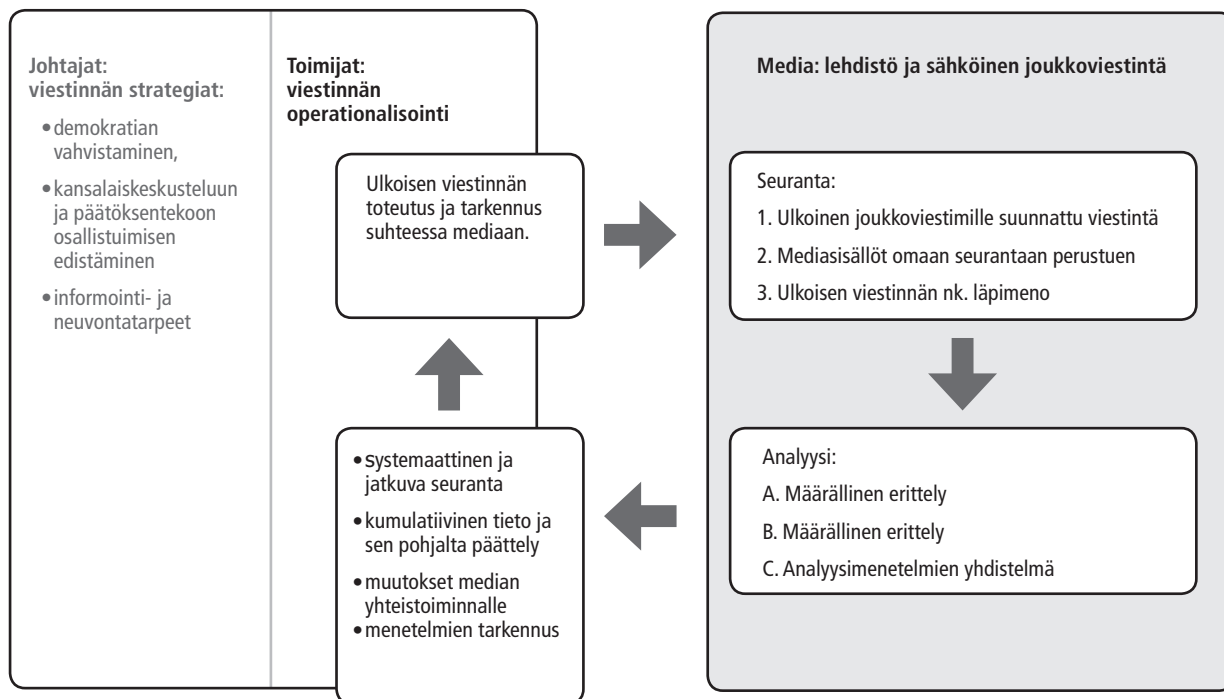 Johtajat:
viestinnän strategiat:
• demokratian
vahvistaminen,
• kansalaiskeskusteluun
ja päätöksentekoon
osallistuimisen
edistäminen
• informointi- ja
neuvontatarpeet
Toimijat:
viestinnän
operationalisointi
Ulkoisen viestinnän
toteutus ja tarkennus
suhteessa mediaan.
• systemaattinen ja
jatkuva seuranta
• kumulatiivinen tieto ja
sen pohjalta päättely
• muutokset median
yhteistoiminnalle
• menetelmien tarkennus
Media: lehdistö ja sähköinen joukkoviestintä
Seuranta:
1. Ulkoinen joukkoviestimille suunnattu viestintä
2. Mediasisällöt omaan seurantaan perustuen
3. Ulkoisen viestinnän nk. läpimeno
Analyysi:
A. Määrällinen erittely
B. Määrällinen erittely
C. Analyysimenetelmien yhdistelmä